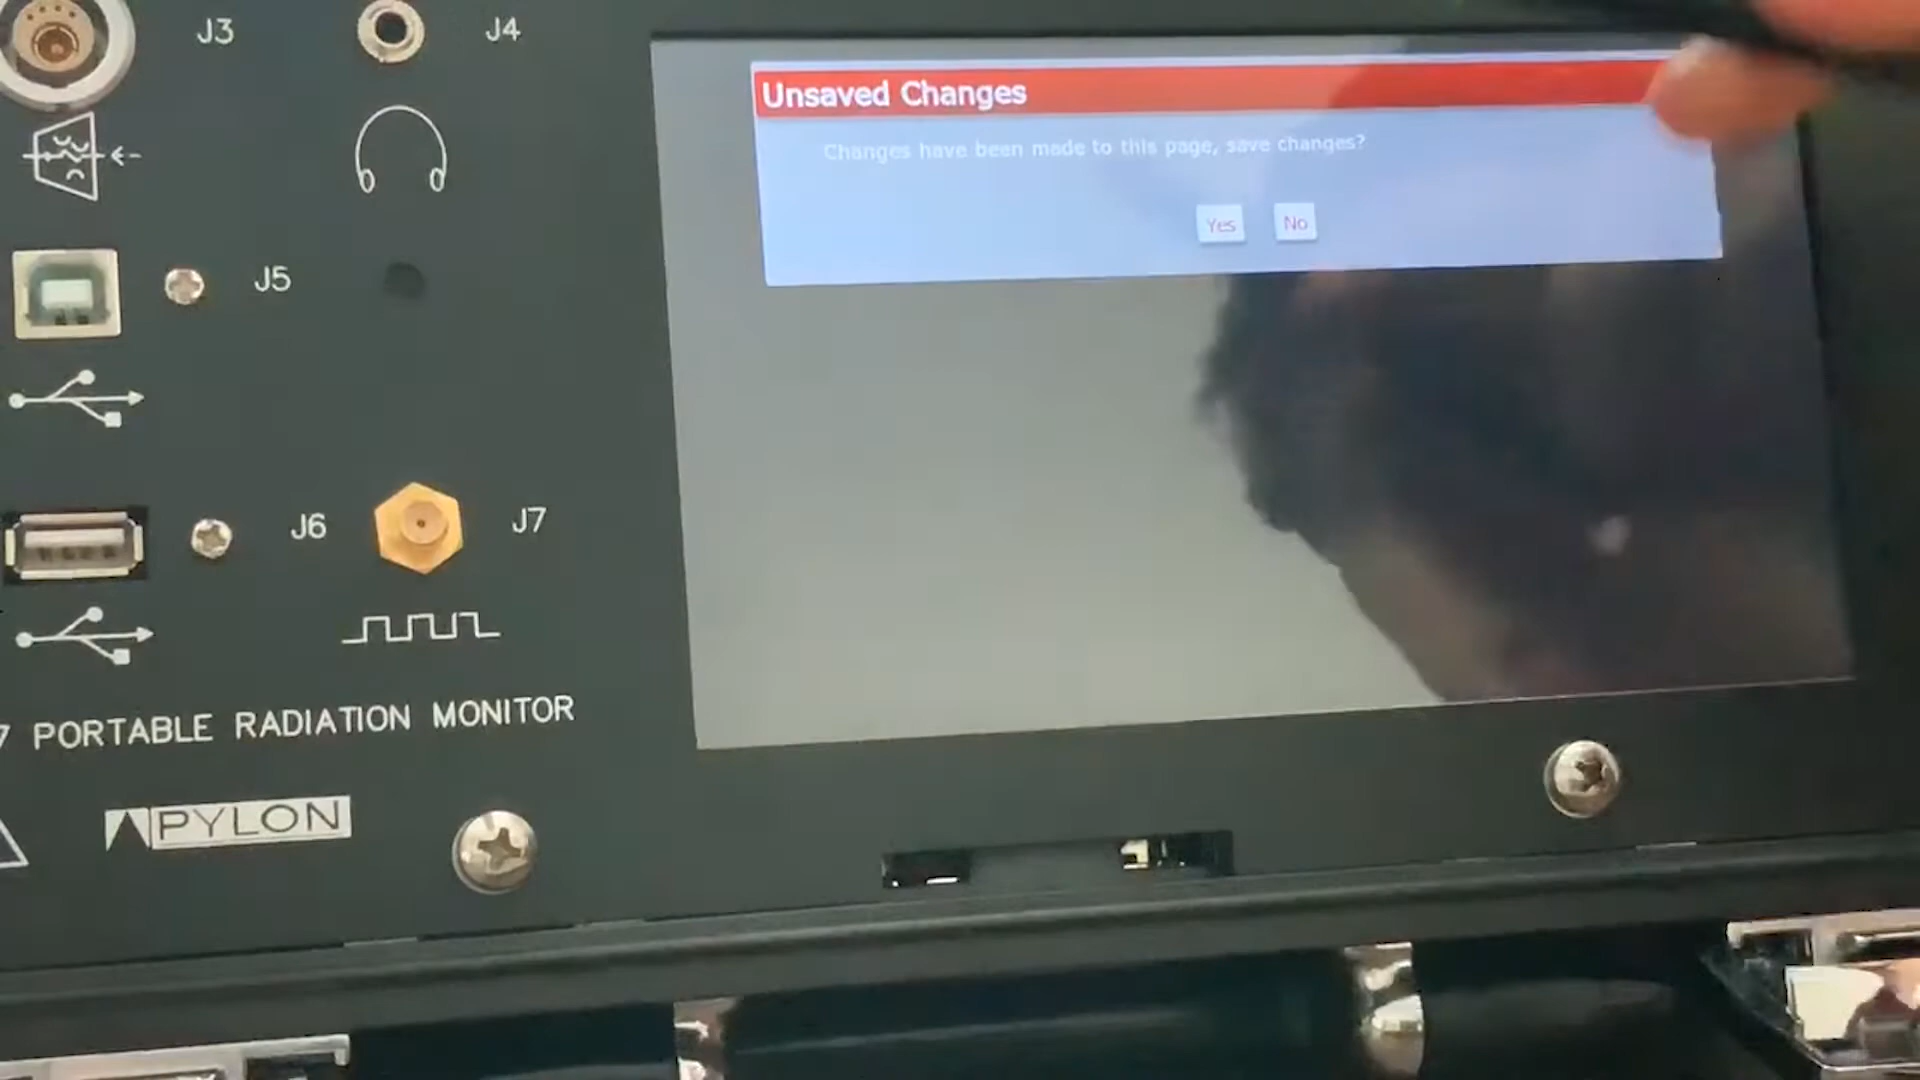 J3
J4
Unsaved Changes
Changes have been made to this page, save changes?
Yes
No
J5
J6
J7
7 PORTABLE RADIATION MONITOR
PYLON